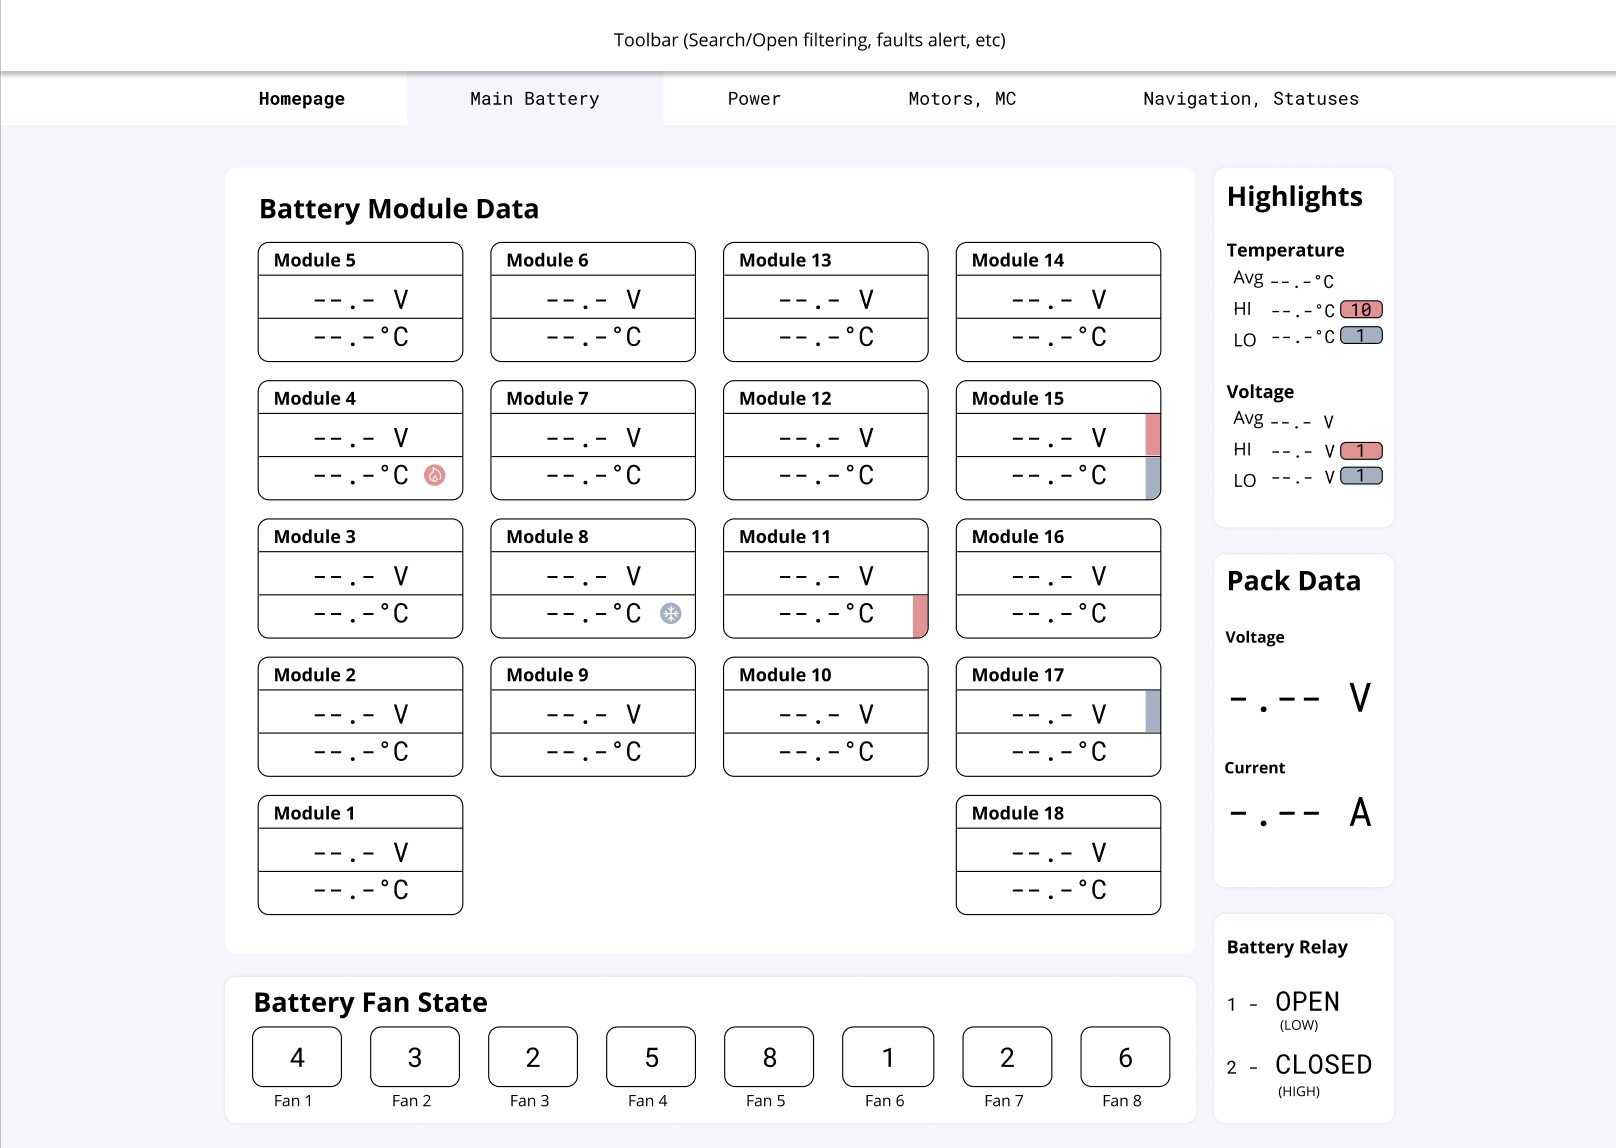 Toolbar (Search/Open filtering, faults alert, etc)
Homepage Main Battery Power Motors, MC Navigation, Statuses
Battery Module Data
Module 5 Module 6 Module 13 Module 14
--.- V --.- V --.- V --.- V
--.-°C --.-°C --.-°C --.-°C
Module 4 Module 7 Module 12 Module 15
--.- V --.- V --.- V --.- V
--.-°C --.-°C --.-°C --.-°C
Module 3 Module 8 Module 11 Module 16
--.- V --.- V --.- V --.- V
--.-°C --.-°C --.-°C --.-°C
Module 2 Module 9 Module 10 Module 17
--.- V --.- V --.- V --.- V
--.-°C --.-°C --.-°C --.-°C
Module 1 Module 18
--.- V --.- V
--.-°C --.-°C
Battery Fan State
4 3 2 5 8 1 2 6
Fan 1 Fan 2 Fan 3 Fan 4 Fan 5 Fan 6 Fan 7 Fan 8
Highlights
Temperature
Avg --.-°C
HI --.-°C 10
LO --.-°C 1
Voltage
Avg --.- V
HI --.- V 1
LO --.- V 1
Pack Data
Voltage
-.-- V
Current
-.-- A
Battery Relay
1 - OPEN
(LOW)
2 - CLOSED
(HIGH)